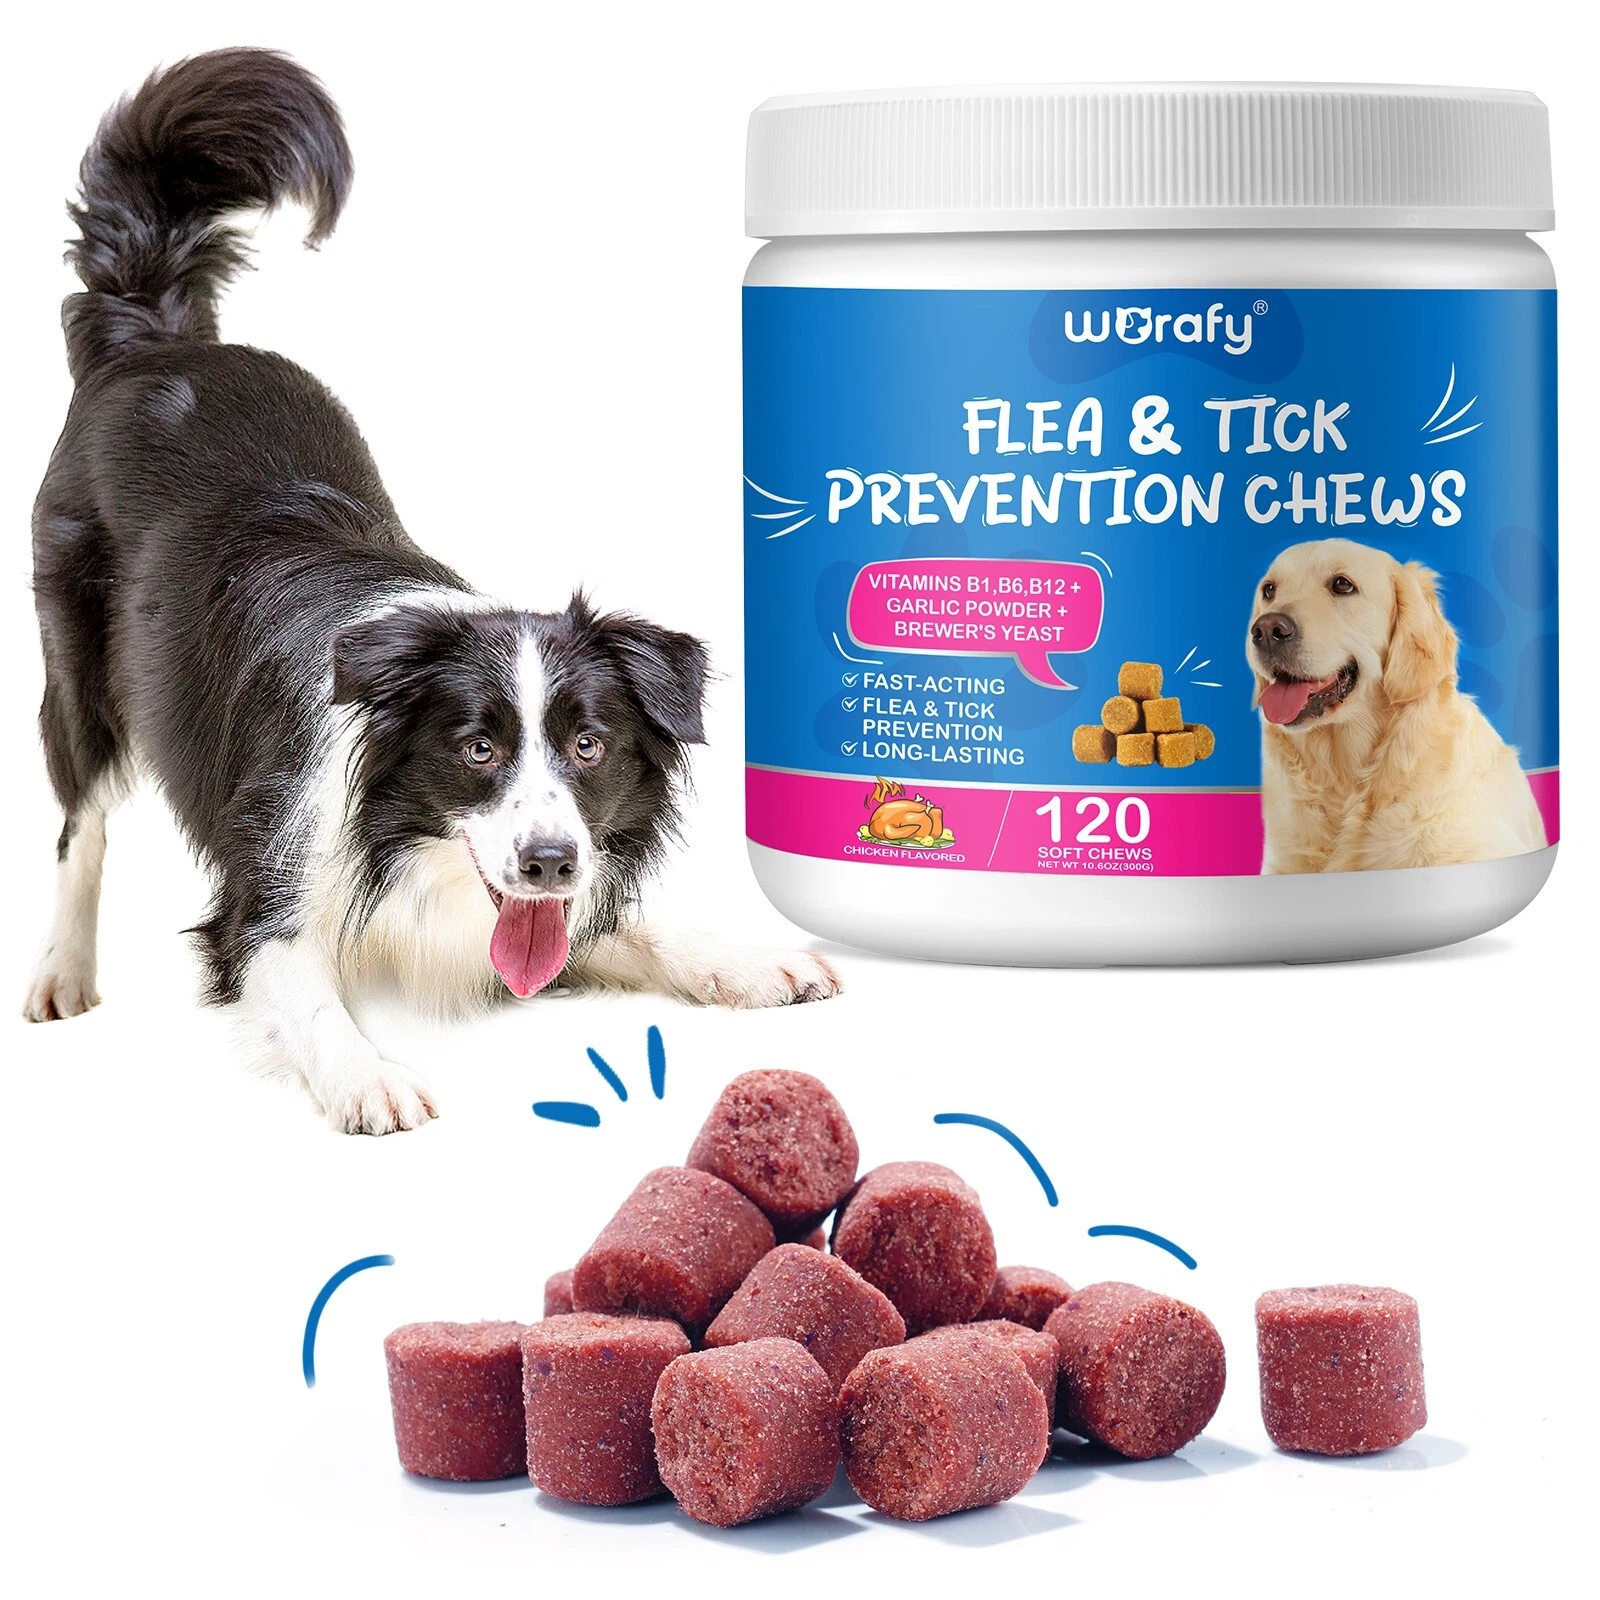 worafy®
FLEA & TICK
PREVENTION CHEWS
VITAMINS B1,B6,B12 +
GARLIC POWDER +
BREWER'S YEAST
FAST-ACTING
FLEA & TICK
PREVENTION
LONG-LASTING
CHICKEN FLAVORED
120
SOFT CHEWS
NET WT 10.6OZ(300G)